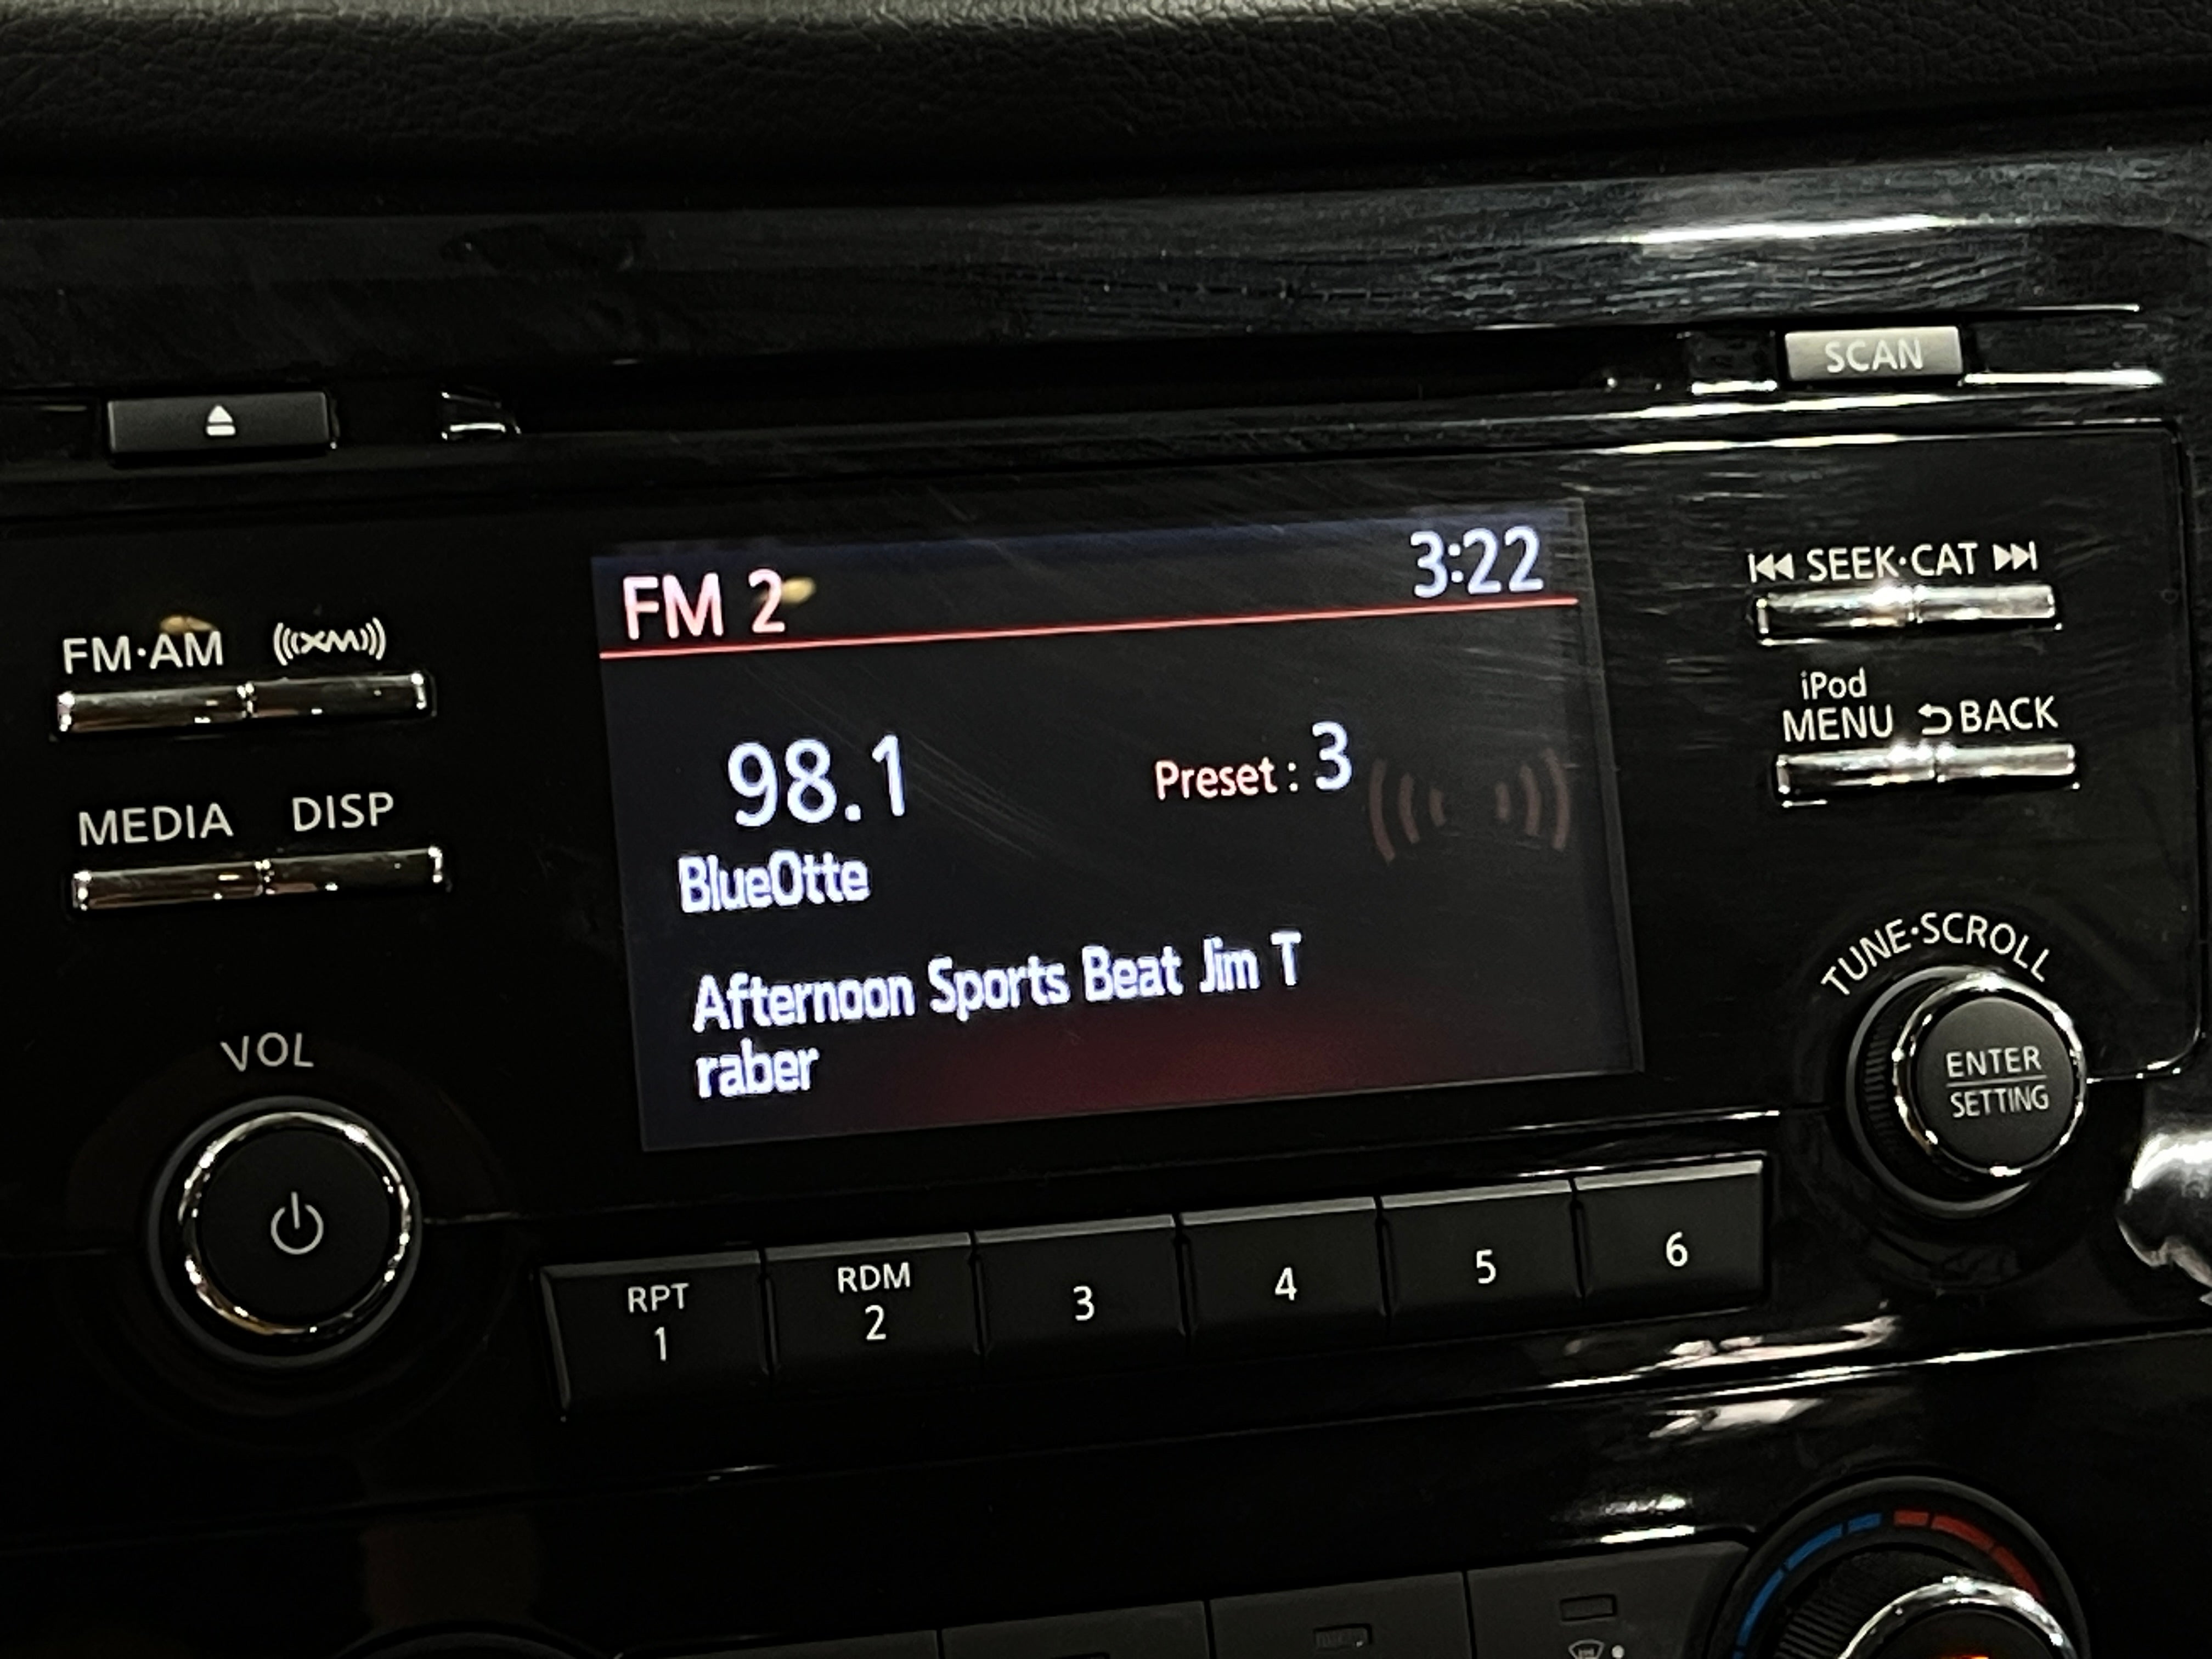 SCAN
FM 2 3:22
SEEK·CAT
FM·AM XM
iPod
MENU BACK
98.1 Preset : 3
MEDIA DISP
BlueOtte
TUNE·SCROLL
Afternoon Sports Beat Jim T
raber
VOL
ENTER
SETTING
RPT
1
RDM
2
3
4
5
6